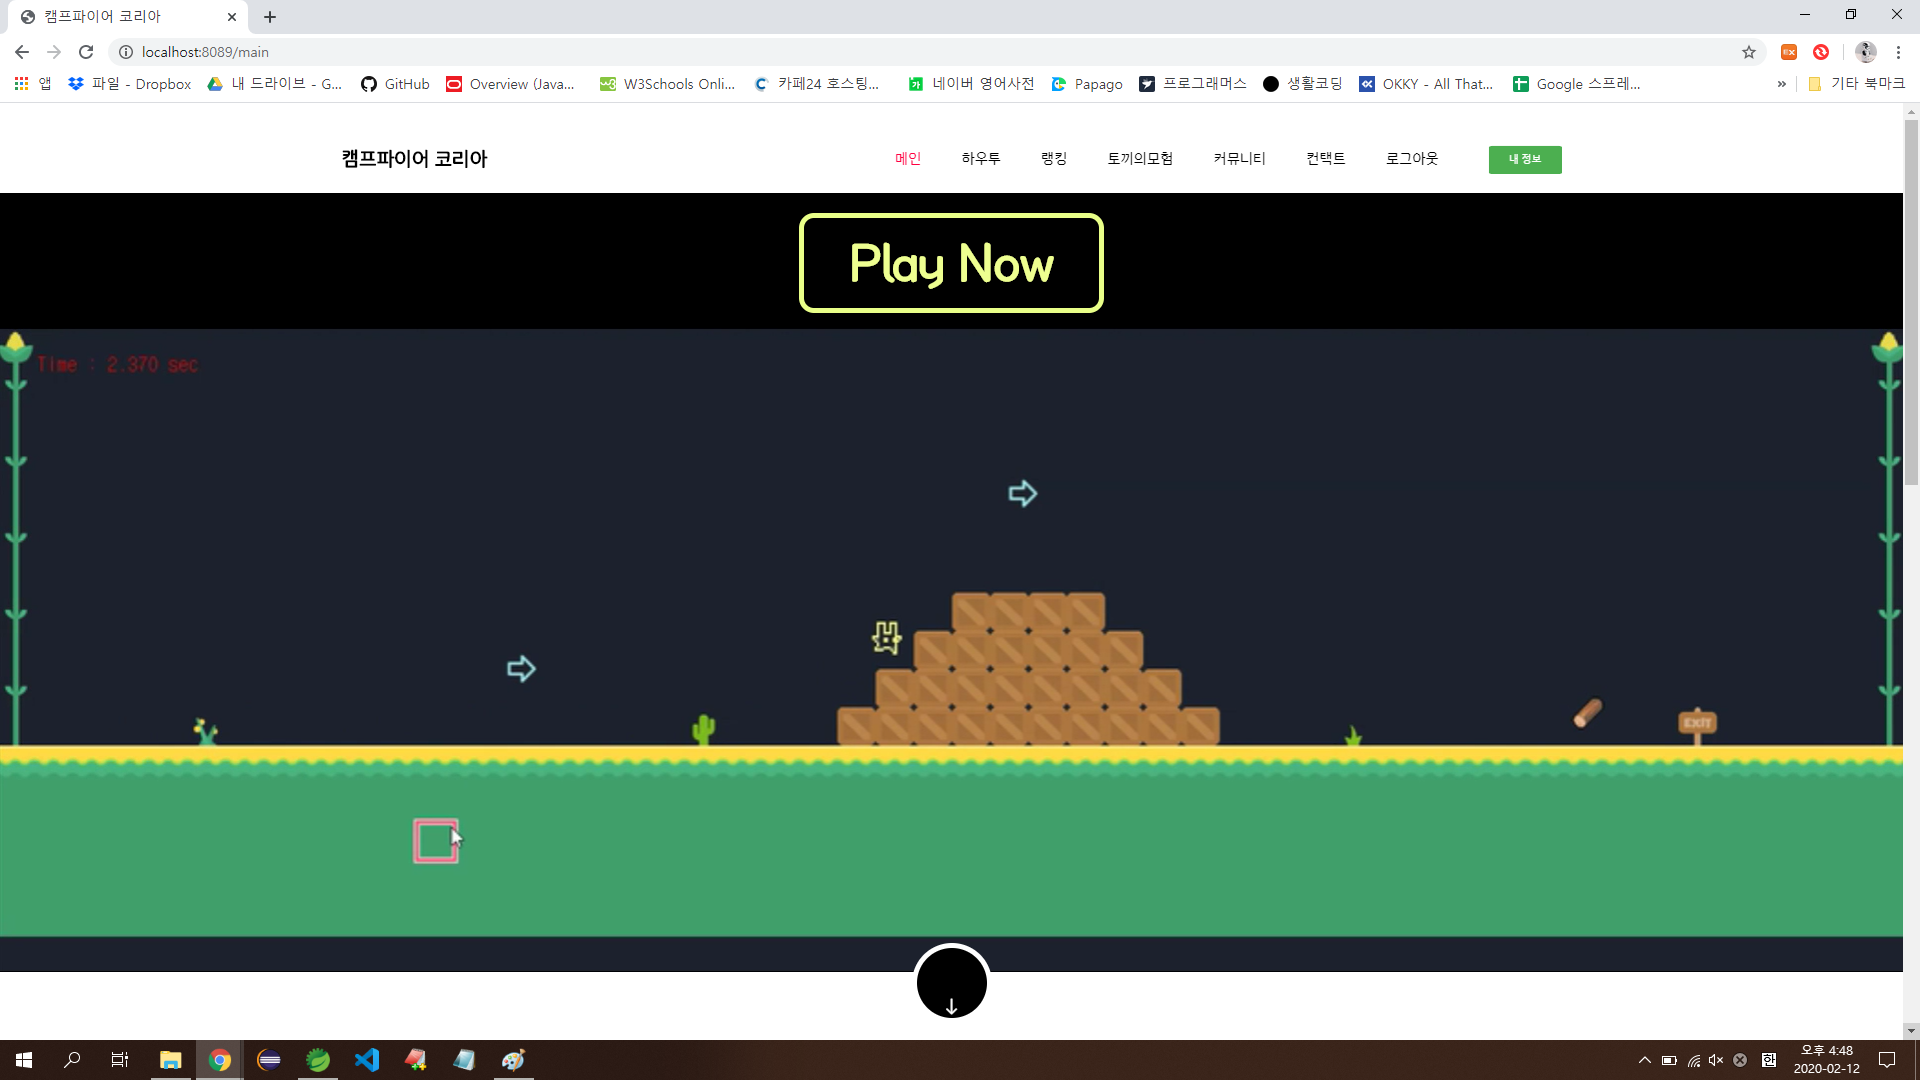 캠프파이어 코리아
localhost:8089/main
앱 파일 - Dropbox 내 드라이브 - G... GitHub Overview (Java... W3Schools Onli... 카페24 호스팅... 네이버 영어사전 Papago 프로그래머스 생활코딩 OKKY - All That... Google 스프레... » 기타 북마크
캠프파이어 코리아 메인 하우투 랭킹 토끼의모험 커뮤니티 컨택트 로그아웃 내 정보
Play Now
Time : 2.370 sec
EXIT
한 오후 4:48
2020-02-12